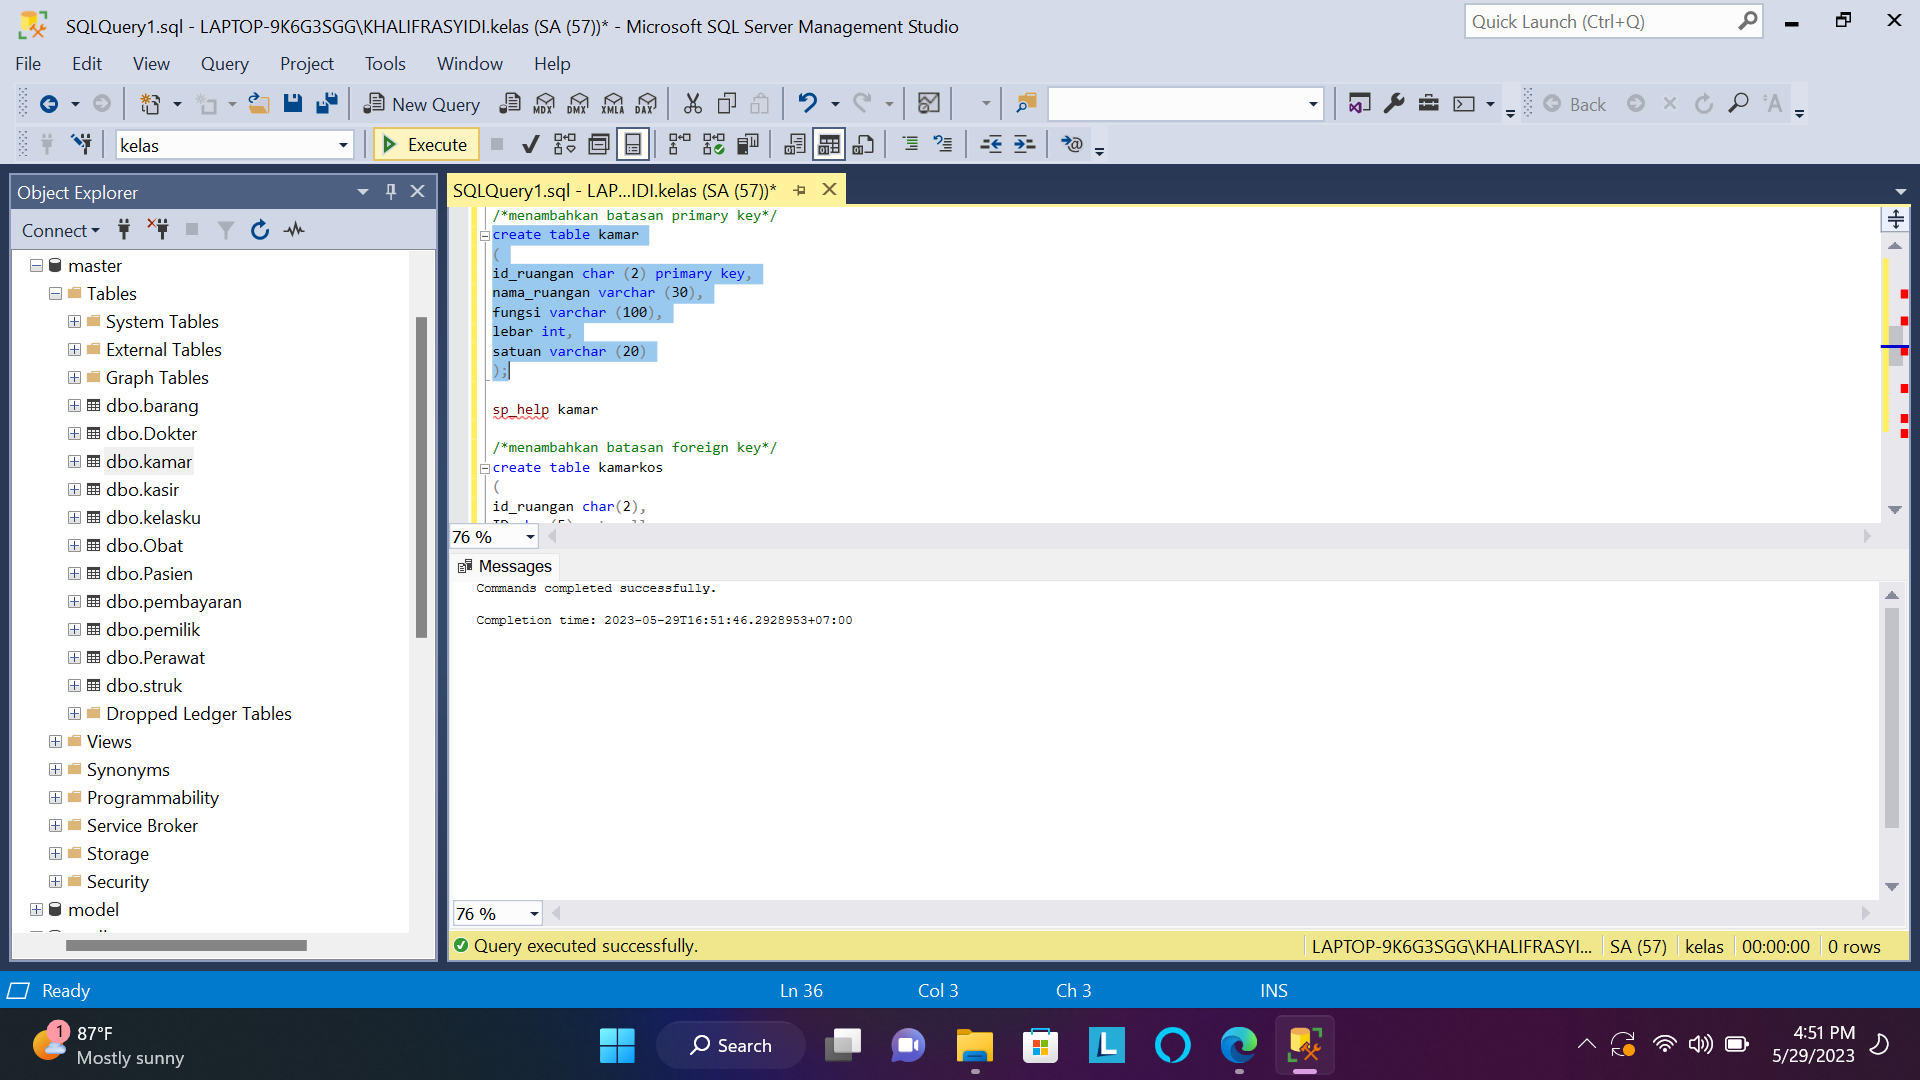 SQLQuery1.sql - LAPTOP-9K6G3SGG\KHALIFRASYIDI.kelas (SA (57))* - Microsoft SQL Server Management Studio
Quick Launch (Ctrl+Q)
File Edit View Query Project Tools Window Help
New Query
MDX DMX XMLA DAX
Back
kelas
Execute
Object Explorer
Connect
master
Tables
System Tables
External Tables
Graph Tables
dbo.barang
dbo.Dokter
dbo.kamar
dbo.kasir
dbo.kelasku
dbo.Obat
dbo.Pasien
dbo.pembayaran
dbo.pemilik
dbo.Perawat
dbo.struk
Dropped Ledger Tables
Views
Synonyms
Programmability
Service Broker
Storage
Security
model
SQLQuery1.sql - LAP...IDI.kelas (SA (57))*
/*menambahkan batasan primary key*/
create table kamar
(
id_ruangan char (2) primary key,
nama_ruangan varchar (30),
fungsi varchar (100),
lebar int,
satuan varchar (20)
);
sp_help kamar
/*menambahkan batasan foreign key*/
create table kamarkos
(
id_ruangan char(2),
76 %
Messages
Commands completed successfully.
Completion time: 2023-05-29T16:51:46.2928953+07:00
76 %
Query executed successfully.
LAPTOP-9K6G3SGG\KHALIFRASYI... SA (57) kelas 00:00:00 0 rows
Ready
Ln 36 Col 3 Ch 3 INS
1
87°F
Mostly sunny
Search
L
4:51 PM
5/29/2023